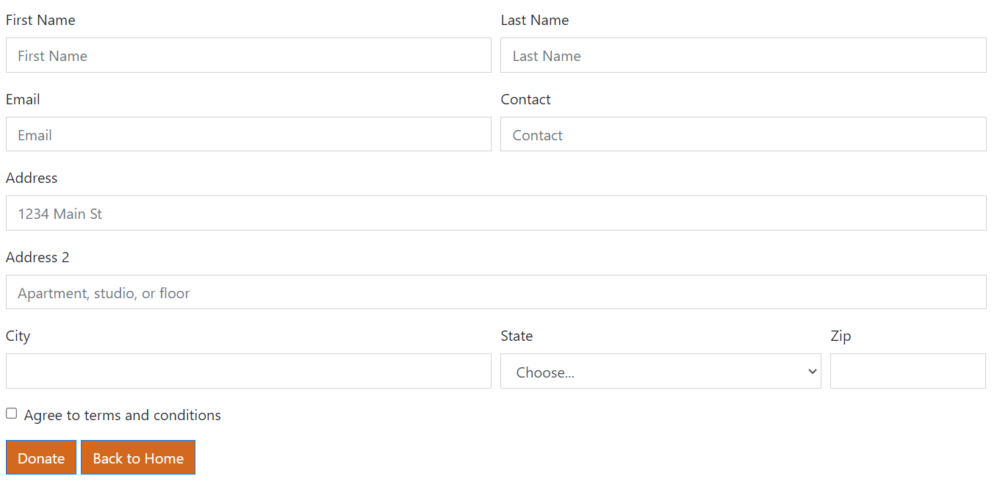 First Name Last Name
First Name Last Name
Email Contact
Email Contact
Address
1234 Main St
Address 2
Apartment, studio, or floor
City State Zip
Choose...
Agree to terms and conditions
Donate Back to Home